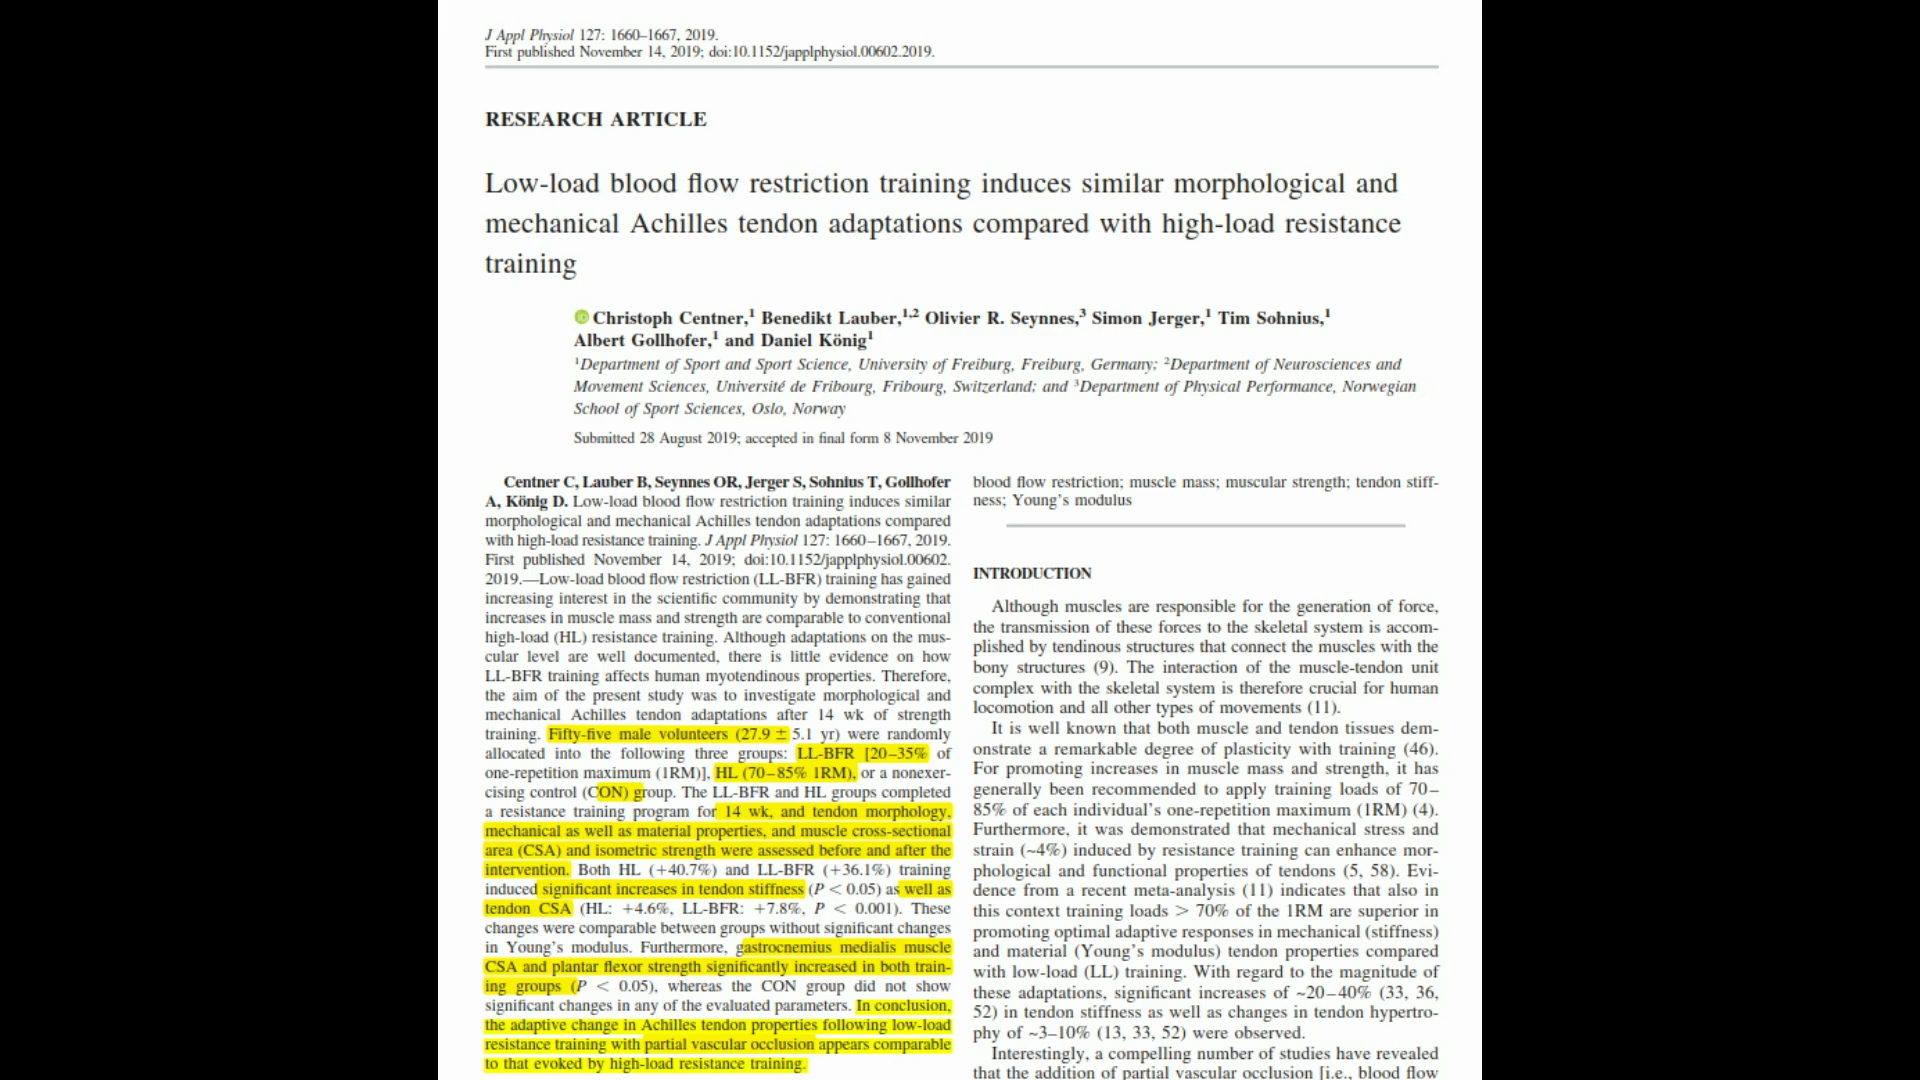 J Appl Physiol 127: 1660–1667, 2019.
First published November 14, 2019; doi:10.1152/japplphysiol.00602.2019.
RESEARCH ARTICLE
Low-load blood flow restriction training induces similar morphological and
mechanical Achilles tendon adaptations compared with high-load resistance
training
iD Christoph Centner,1 Benedikt Lauber,1,2 Olivier R. Seynnes,3 Simon Jerger,1 Tim Sohnius,1
Albert Gollhofer,1 and Daniel König1
1Department of Sport and Sport Science, University of Freiburg, Freiburg, Germany; 2Department of Neurosciences and
Movement Sciences, Université de Fribourg, Fribourg, Switzerland; and 3Department of Physical Performance, Norwegian
School of Sport Sciences, Oslo, Norway
Submitted 28 August 2019; accepted in final form 8 November 2019
Centner C, Lauber B, Seynnes OR, Jerger S, Sohnius T, Gollhofer
A, König D. Low-load blood flow restriction training induces similar
morphological and mechanical Achilles tendon adaptations compared
with high-load resistance training. J Appl Physiol 127: 1660–1667, 2019.
First published November 14, 2019; doi:10.1152/japplphysiol.00602.
2019.—Low-load blood flow restriction (LL-BFR) training has gained
increasing interest in the scientific community by demonstrating that
increases in muscle mass and strength are comparable to conventional
high-load (HL) resistance training. Although adaptations on the mus-
cular level are well documented, there is little evidence on how
LL-BFR training affects human myotendinous properties. Therefore,
the aim of the present study was to investigate morphological and
mechanical Achilles tendon adaptations after 14 wk of strength
training. Fifty-five male volunteers (27.9 ± 5.1 yr) were randomly
allocated into the following three groups: LL-BFR [20–35% of
one-repetition maximum (1RM)], HL (70–85% 1RM), or a nonexer-
cising control (CON) group. The LL-BFR and HL groups completed
a resistance training program for 14 wk, and tendon morphology,
mechanical as well as material properties, and muscle cross-sectional
area (CSA) and isometric strength were assessed before and after the
intervention. Both HL (+40.7%) and LL-BFR (+36.1%) training
induced significant increases in tendon stiffness (P < 0.05) as well as
tendon CSA (HL: +4.6%, LL-BFR: +7.8%, P < 0.001). These
changes were comparable between groups without significant changes
in Young's modulus. Furthermore, gastrocnemius medialis muscle
CSA and plantar flexor strength significantly increased in both train-
ing groups (P < 0.05), whereas the CON group did not show
significant changes in any of the evaluated parameters. In conclusion,
the adaptive change in Achilles tendon properties following low-load
resistance training with partial vascular occlusion appears comparable
to that evoked by high-load resistance training.
blood flow restriction; muscle mass; muscular strength; tendon stiff-
ness; Young's modulus
INTRODUCTION
Although muscles are responsible for the generation of force,
the transmission of these forces to the skeletal system is accom-
plished by tendinous structures that connect the muscles with the
bony structures (9). The interaction of the muscle-tendon unit
complex with the skeletal system is therefore crucial for human
locomotion and all other types of movements (11).
It is well known that both muscle and tendon tissues dem-
onstrate a remarkable degree of plasticity with training (46).
For promoting increases in muscle mass and strength, it has
generally been recommended to apply training loads of 70–
85% of each individual's one-repetition maximum (1RM) (4).
Furthermore, it was demonstrated that mechanical stress and
strain (~4%) induced by resistance training can enhance mor-
phological and functional properties of tendons (5, 58). Evi-
dence from a recent meta-analysis (11) indicates that also in
this context training loads > 70% of the 1RM are superior in
promoting optimal adaptive responses in mechanical (stiffness)
and material (Young's modulus) tendon properties compared
with low-load (LL) training. With regard to the magnitude of
these adaptations, significant increases of ~20–40% (33, 36,
52) in tendon stiffness as well as changes in tendon hypertro-
phy of ~3–10% (13, 33, 52) were observed.
Interestingly, a compelling number of studies have revealed
that the addition of partial vascular occlusion [i.e., blood flow